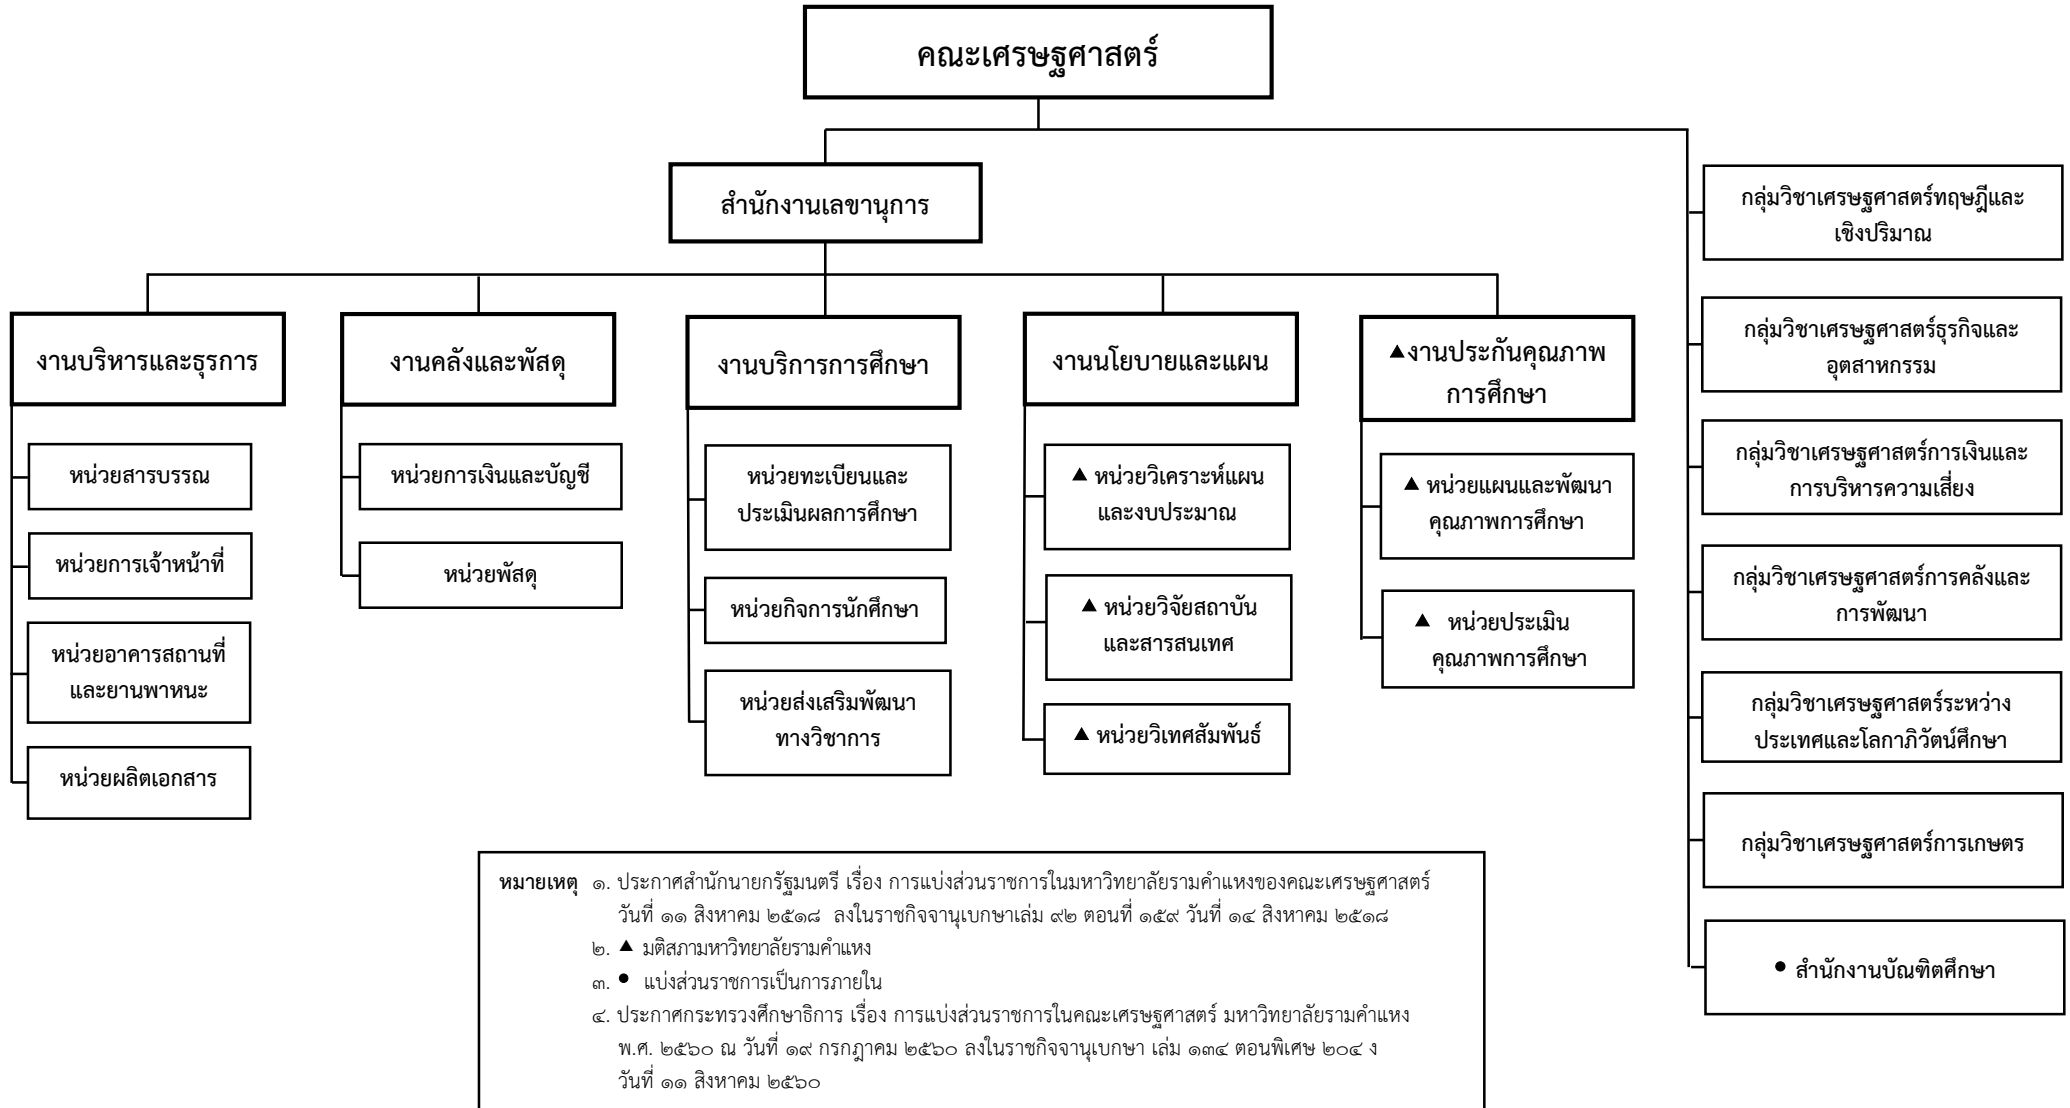 คณะเศรษฐศาสตร์
สำนักงานเลขานุการ
งานบริหารและธุรการ
หน่วยสารบรรณ
หน่วยการเจ้าหน้าที่
หน่วยอาคารสถานที่
และยานพาหนะ
หน่วยผลิตเอกสาร
งานคลังและพัสดุ
หน่วยการเงินและบัญชี
หน่วยพัสดุ
งานบริการการศึกษา
หน่วยทะเบียนและ
ประเมินผลการศึกษา
หน่วยกิจการนักศึกษา
หน่วยส่งเสริมพัฒนา
ทางวิชาการ
งานนโยบายและแผน
▲ หน่วยวิเคราะห์แผน
และงบประมาณ
▲ หน่วยวิจัยสถาบัน
และสารสนเทศ
▲ หน่วยวิเทศสัมพันธ์
▲งานประกันคุณภาพ
การศึกษา
▲ หน่วยแผนและพัฒนา
คุณภาพการศึกษา
▲ หน่วยประเมิน
คุณภาพการศึกษา
กลุ่มวิชาเศรษฐศาสตร์ทฤษฎีและ
เชิงปริมาณ
กลุ่มวิชาเศรษฐศาสตร์ธุรกิจและ
อุตสาหกรรม
กลุ่มวิชาเศรษฐศาสตร์การเงินและ
การบริหารความเสี่ยง
กลุ่มวิชาเศรษฐศาสตร์การคลังและ
การพัฒนา
กลุ่มวิชาเศรษฐศาสตร์ระหว่าง
ประเทศและโลกาภิวัตน์ศึกษา
กลุ่มวิชาเศรษฐศาสตร์การเกษตร
● สำนักงานบัณฑิตศึกษา
หมายเหตุ ๑. ประกาศสำนักนายกรัฐมนตรี เรื่อง การแบ่งส่วนราชการในมหาวิทยาลัยรามคำแหงของคณะเศรษฐศาสตร์
วันที่ ๑๑ สิงหาคม ๒๕๑๘ ลงในราชกิจจานุเบกษาเล่ม ๙๒ ตอนที่ ๑๕๙ วันที่ ๑๔ สิงหาคม ๒๕๑๘
๒. ▲ มติสภามหาวิทยาลัยรามคำแหง
๓. ● แบ่งส่วนราชการเป็นการภายใน
๔. ประกาศกระทรวงศึกษาธิการ เรื่อง การแบ่งส่วนราชการในคณะเศรษฐศาสตร์ มหาวิทยาลัยรามคำแหง
พ.ศ. ๒๕๖๐ ณ วันที่ ๑๙ กรกฎาคม ๒๕๖๐ ลงในราชกิจจานุเบกษา เล่ม ๑๓๔ ตอนพิเศษ ๒๐๔ ง
วันที่ ๑๑ สิงหาคม ๒๕๖๐